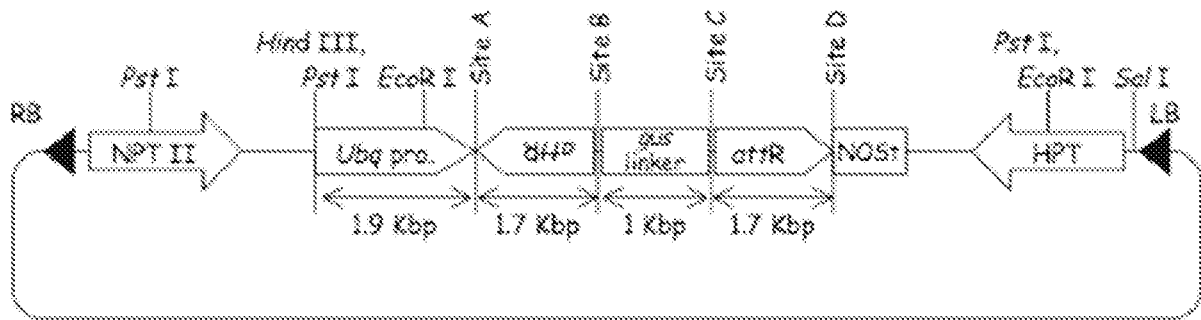 Site A
Site B
Site C
Site D
Hind III,
Pst I
Pst I
EcoR I
Pst I,
EcoR I
Sal I
RB
LB
NPT II
Ubq pro.
attR
gus
linker
attR
NOSt
HPT
1.9 Kbp
1.7 Kbp
1 Kbp
1.7 Kbp